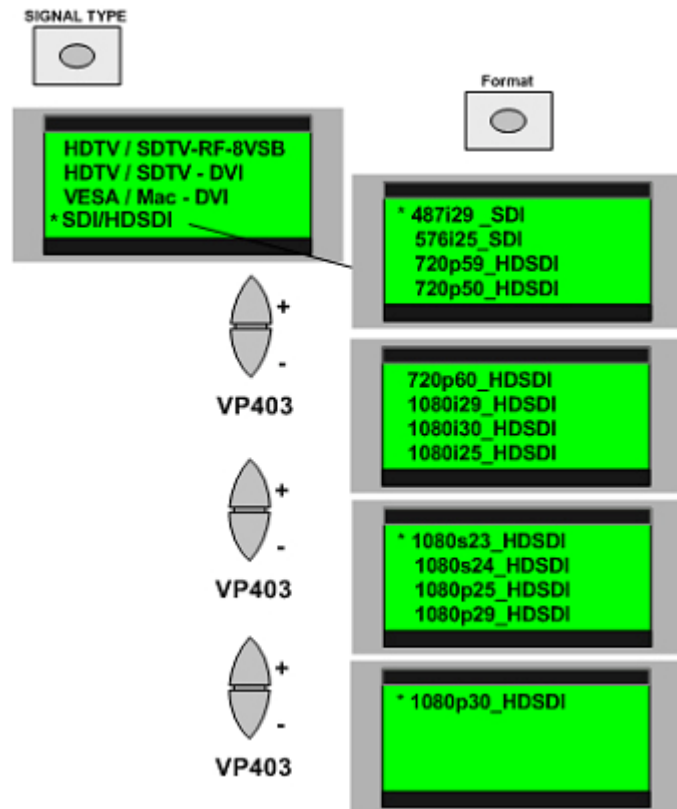 SIGNAL TYPE
HDTV / SDTV-RF-8VSB
HDTV / SDTV - DVI
VESA / Mac - DVI
* SDI/HDSDI
Format
* 487i29 _SDI
576i25_SDI
720p59_HDSDI
720p50_HDSDI
+
-
VP403
720p60_HDSDI
1080i29_HDSDI
1080i30_HDSDI
1080i25_HDSDI
+
-
VP403
* 1080s23_HDSDI
1080s24_HDSDI
1080p25_HDSDI
1080p29_HDSDI
+
-
VP403
* 1080p30_HDSDI